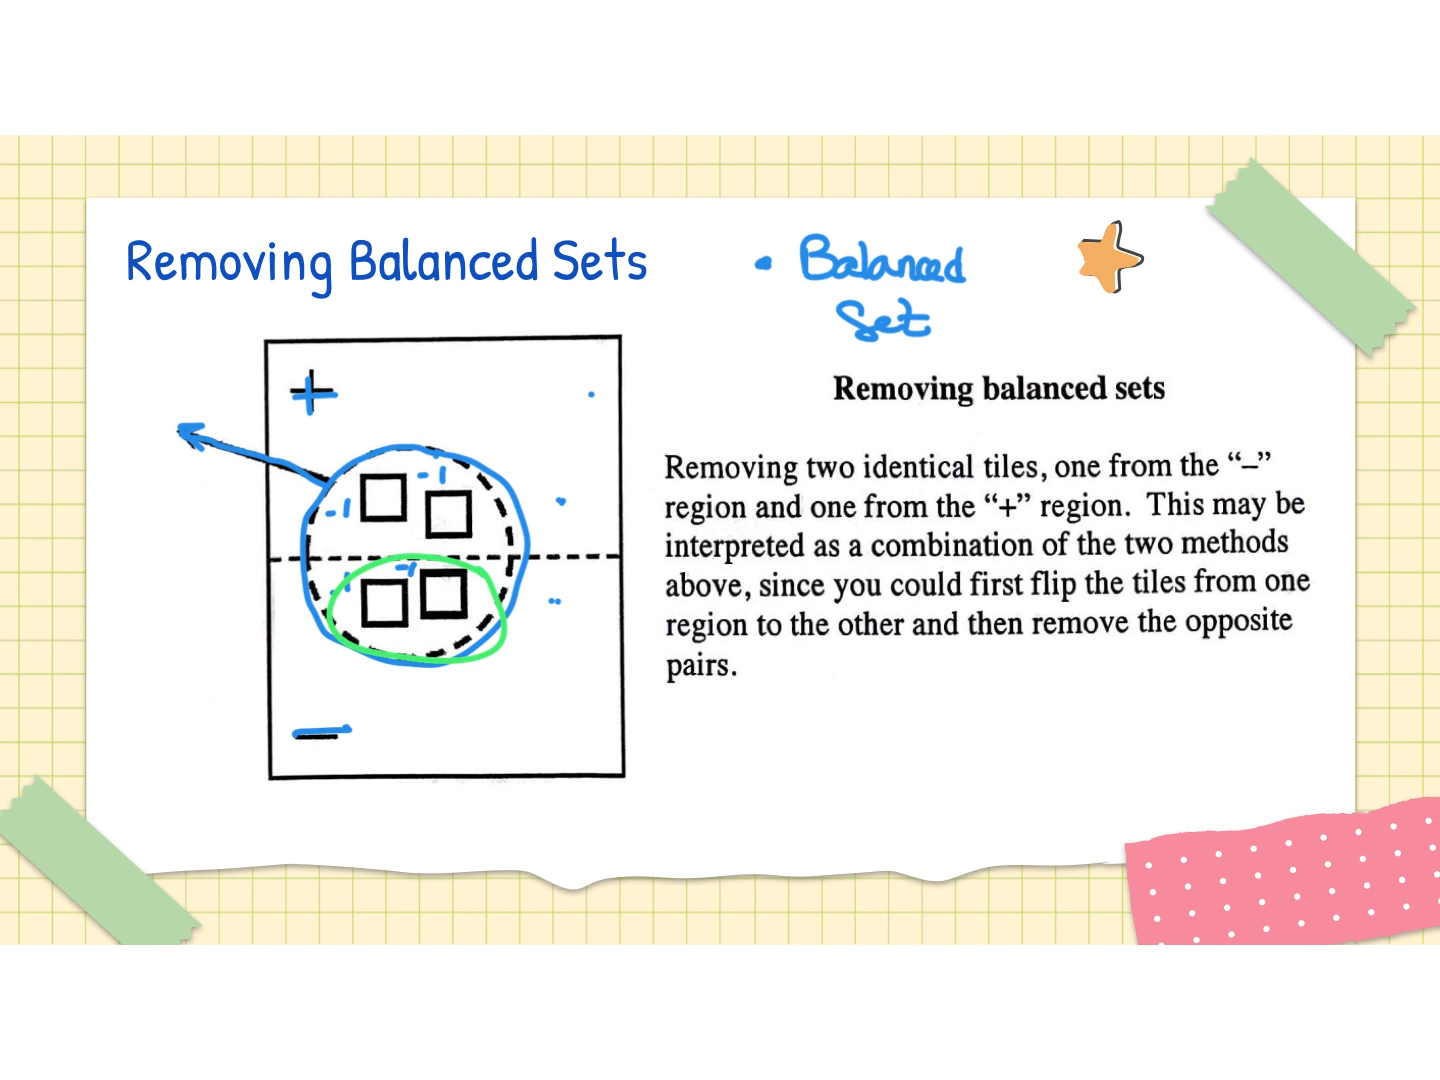 Removing Balanced Sets
• Balanced
Set
+
-1
-1
-1
-1
—
Removing balanced sets
Removing two identical tiles, one from the “–”
region and one from the “+” region. This may be
interpreted as a combination of the two methods
above, since you could first flip the tiles from one
region to the other and then remove the opposite
pairs.